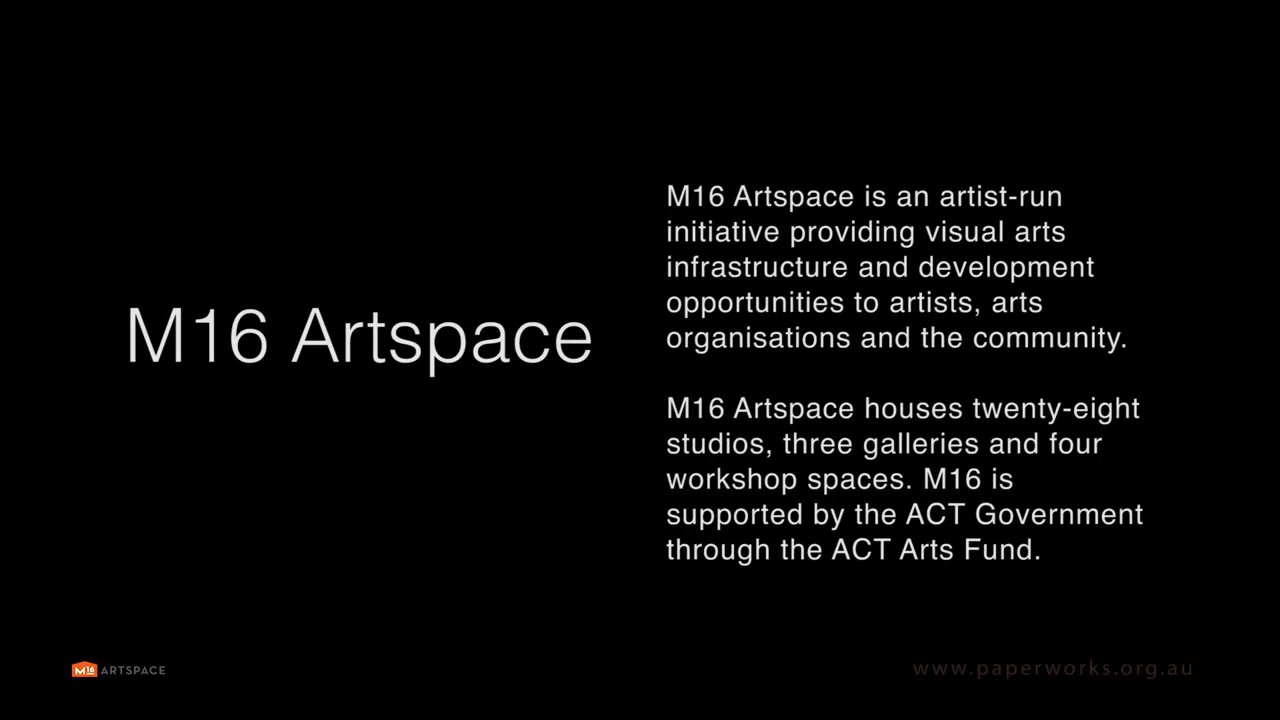 M16 Artspace
M16 Artspace is an artist-run
initiative providing visual arts
infrastructure and development
opportunities to artists, arts
organisations and the community.
M16 Artspace houses twenty-eight
studios, three galleries and four
workshop spaces. M16 is
supported by the ACT Government
through the ACT Arts Fund.
M16 ARTSPACE
www.paperworks.org.au